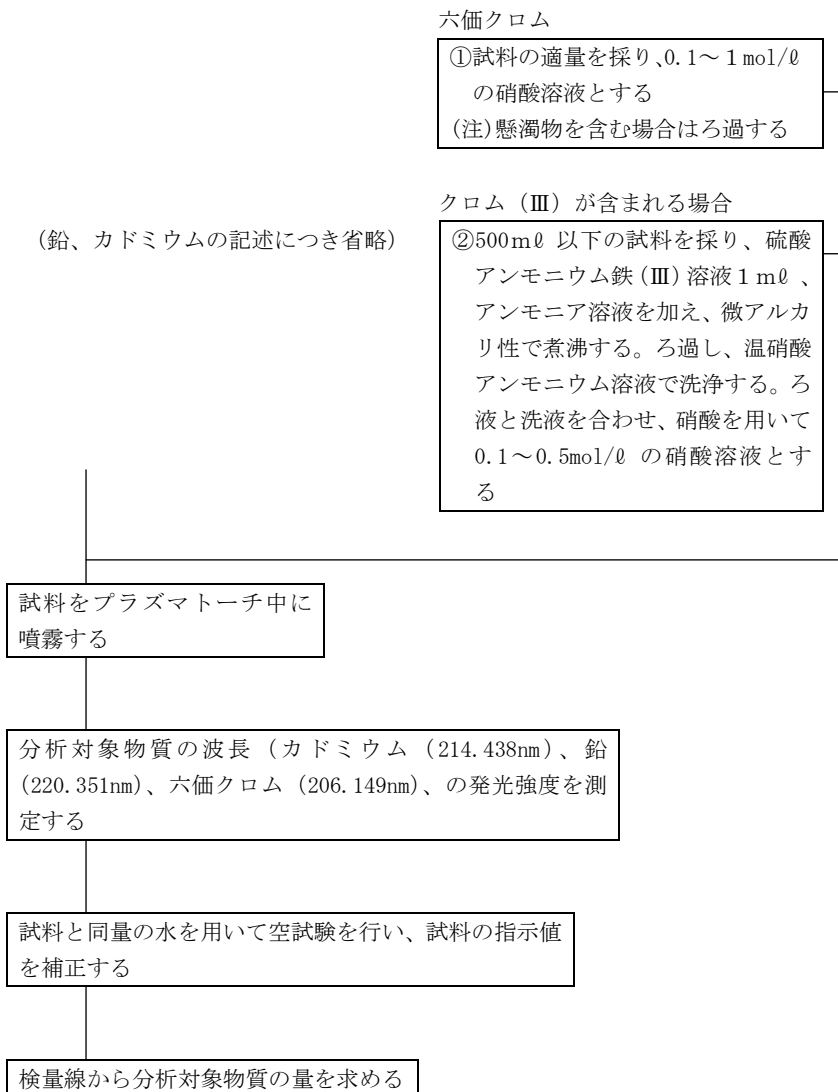 六価クロム
①試料の適量を採り、0.1～1mol/ℓ
の硝酸溶液とする
(注)懸濁物を含む場合はろ過する
クロム（Ⅲ）が含まれる場合
（鉛、カドミウムの記述につき省略）
②500mℓ 以下の試料を採り、硫酸
アンモニウム鉄(Ⅲ)溶液１mℓ 、
アンモニア溶液を加え、微アルカ
リ性で煮沸する。ろ過し、温硝酸
アンモニウム溶液で洗浄する。ろ
液と洗液を合わせ、硝酸を用いて
0.1～0.5mol/ℓ の硝酸溶液とす
る
試料をプラズマトーチ中に
噴霧する
分析対象物質の波長（カドミウム（214.438nm）、鉛
(220.351nm)、六価クロム（206.149nm）、の発光強度を測
定する
試料と同量の水を用いて空試験を行い、試料の指示値
を補正する
検量線から分析対象物質の量を求める